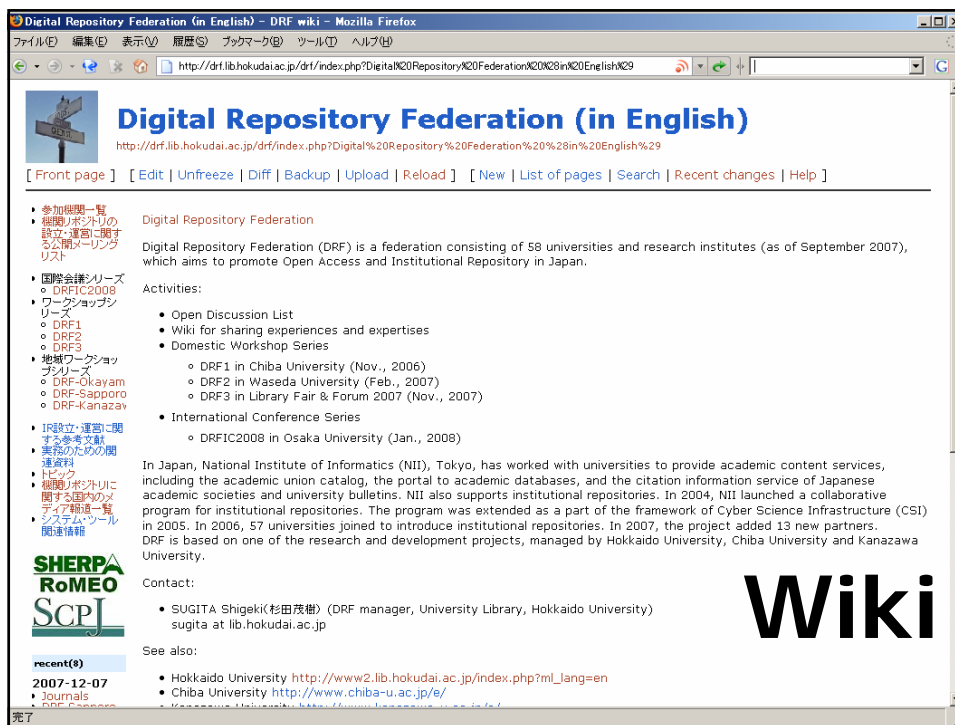 Digital Repository Federation (in English) - DRF wiki - Mozilla Firefox
ファイル(F) 編集(E) 表示(V) 履歴(S) ブックマーク(B) ツール(T) ヘルプ(H)
http://drf.lib.hokudai.ac.jp/drf/index.php?Digital%20Repository%20Federation%20%28in%20English%29
Digital Repository Federation (in English)
http://drf.lib.hokudai.ac.jp/drf/index.php?Digital%20Repository%20Federation%20%28in%20English%29
[ Front page ] [ Edit | Unfreeze | Diff | Backup | Upload | Reload ] [ New | List of pages | Search | Recent changes | Help ]
参加機関一覧
機関リポジトリの
設立・運営に関す
る公開メーリング
リスト
国際会議シリーズ
DRFIC2008
ワークショップシ
リーズ
DRF1
DRF2
DRF3
地域ワークショッ
プシリーズ
DRF-Okayam
DRF-Sapporo
DRF-Kanazav
IR設立・運営に関
する参考文献
実務のための関
連資料
トピック
機関リポジトリに
関する国内のメ
ディア報道一覧
システム・ツール
関連情報
SHERPA
RoMEO
SCPJ
recent(8)
2007-12-07
Journals
DRF-Sapporo
Digital Repository Federation
Digital Repository Federation (DRF) is a federation consisting of 58 universities and research institutes (as of September 2007),
which aims to promote Open Access and Institutional Repository in Japan.
Activities:
Open Discussion List
Wiki for sharing experiences and expertises
Domestic Workshop Series
DRF1 in Chiba University (Nov., 2006)
DRF2 in Waseda University (Feb., 2007)
DRF3 in Library Fair & Forum 2007 (Nov., 2007)
International Conference Series
DRFIC2008 in Osaka University (Jan., 2008)
In Japan, National Institute of Informatics (NII), Tokyo, has worked with universities to provide academic content services,
including the academic union catalog, the portal to academic databases, and the citation information service of Japanese
academic societies and university bulletins. NII also supports institutional repositories. In 2004, NII launched a collaborative
program for institutional repositories. The program was extended as a part of the framework of Cyber Science Infrastructure (CSI)
in 2005. In 2006, 57 universities joined to introduce institutional repositories. In 2007, the project added 13 new partners.
DRF is based on one of the research and development projects, managed by Hokkaido University, Chiba University and Kanazawa
University.
Contact:
SUGITA Shigeki(杉田茂樹) (DRF manager, University Library, Hokkaido University)
sugita at lib.hokudai.ac.jp
See also:
Hokkaido University http://www2.lib.hokudai.ac.jp/index.php?ml_lang=en
Chiba University http://www.chiba-u.ac.jp/e/
Wiki
完了